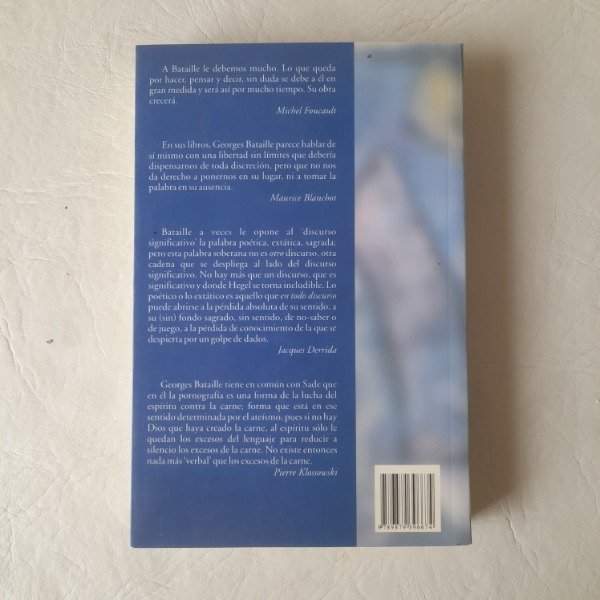 A Bataille le debemos mucho. Lo que queda
por hacer, pensar y decir, sin duda se debe a él en
gran medida y será así por mucho tiempo. Su obra
crecerá.
Michel Foucault
En sus libros, Georges Bataille parece hablar de
sí mismo con una libertad sin límites que debería
dispensarnos de toda discreción, pero que no nos
da derecho a ponernos en su lugar, ni a tomar la
palabra en su ausencia.
Maurice Blanchot
Bataille a veces le opone al 'discurso
significativo' la palabra poética, extática, sagrada;
pero esta palabra soberana no es otro discurso, otra
cadena que se despliega al lado del discurso
significativo. No hay más que un discurso, que es
significativo y donde Hegel se torna ineludible. Lo
poético o lo extático es aquello que en todo discurso
puede abrirse a la pérdida absoluta de su sentido, a
su (sin) fondo sagrado, sin sentido, de no-saber o
de juego, a la pérdida de conocimiento de la que se
despierta por un golpe de dados.
Jacques Derrida
Georges Bataille tiene en común con Sade que
en él la pornografía es una forma de la lucha del
espíritu contra la carne; forma que está en ese
sentido determinada por el ateísmo, pues si no hay
Dios que haya creado la carne, al espíritu sólo le
quedan los excesos del lenguaje para reducir a
silencio los excesos de la carne. No existe entonces
nada más 'verbal' que los excesos de la carne.
Pierre Klossowski